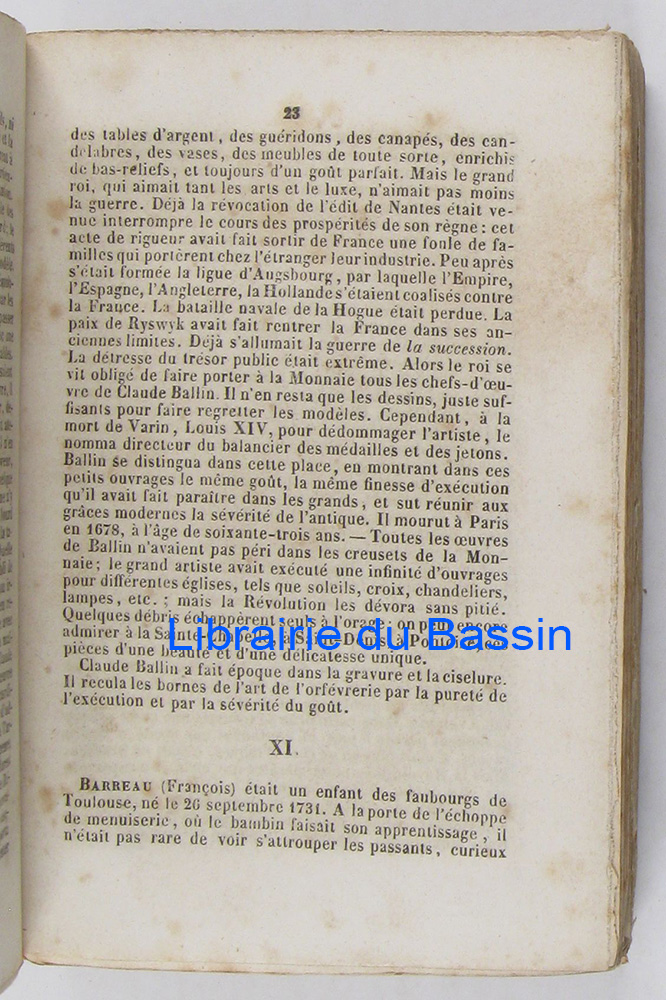 23
des tables d'argent, des guéridons, des canapés, des can-
délabres, des vases, des meubles de toute sorte, enrichis
de bas-reliefs, et toujours d'un goût parfait. Mais le grand
roi, qui aimait tant les arts et le luxe, n'aimait pas moins
la guerre. Déjà la révocation de l'édit de Nantes était ve-
nue interrompre le cours des prospérités de son règne : cet
acte de rigueur avait fait sortir de France une foule de fa-
milles qui portèrent chez l'étranger leur industrie. Peu après
s'était formée la ligue d'Augsbourg, par laquelle l'Empire,
l'Espagne, l'Angleterre, la Hollande s'étaient coalisés contre
la France. La bataille navale de la Hogue était perdue. La
paix de Ryswyk avait fait rentrer la France dans ses an-
ciennes limites. Déjà s'allumait la guerre de la succession.
La détresse du trésor public était extrême. Alors le roi se
vit obligé de faire porter à la Monnaie tous les chefs-d'œu-
vre de Claude Ballin. Il n'en resta que les dessins, juste suf-
fisants pour faire regretter les modèles. Cependant, à la
mort de Varin, Louis XIV, pour dédommager l'artiste, le
nomma directeur du balancier des médailles et des jetons.
Ballin se distingua dans cette place, en montrant dans ces
petits ouvrages le même goût, la même finesse d'exécution
qu'il avait fait paraître dans les grands, et sut réunir aux
grâces modernes la sévérité de l'antique. Il mourut à Paris
en 1678, à l'âge de soixante-trois ans. — Toutes les œuvres
de Ballin n'avaient pas péri dans les creusets de la Mon-
naie; le grand artiste avait exécuté une infinité d'ouvrages
pour différentes églises, tels que soleils, croix, chandeliers,
lampes, etc.; mais la Révolution les dévora sans pitié.
Quelques débris échappèrent seuls à l'orage: on peut encore
admirer à la Sainte-Chapelle, à Saint-Denis, à Pontoise, des
Librairie du Bassin
pièces d'une beauté et d'une délicatesse unique.
Claude Ballin a fait époque dans la gravure et la ciselure.
Il recula les bornes de l'art de l'orfévrerie par la pureté de
l'exécution et par la sévérité du goût.
XI.
BARREAU (François) était un enfant des faubourgs de
Toulouse, né le 26 septembre 1731. A la porte de l'échoppe
de menuiserie, où le bambin faisait son apprentissage, il
n'était pas rare de voir s'attrouper les passants, curieux